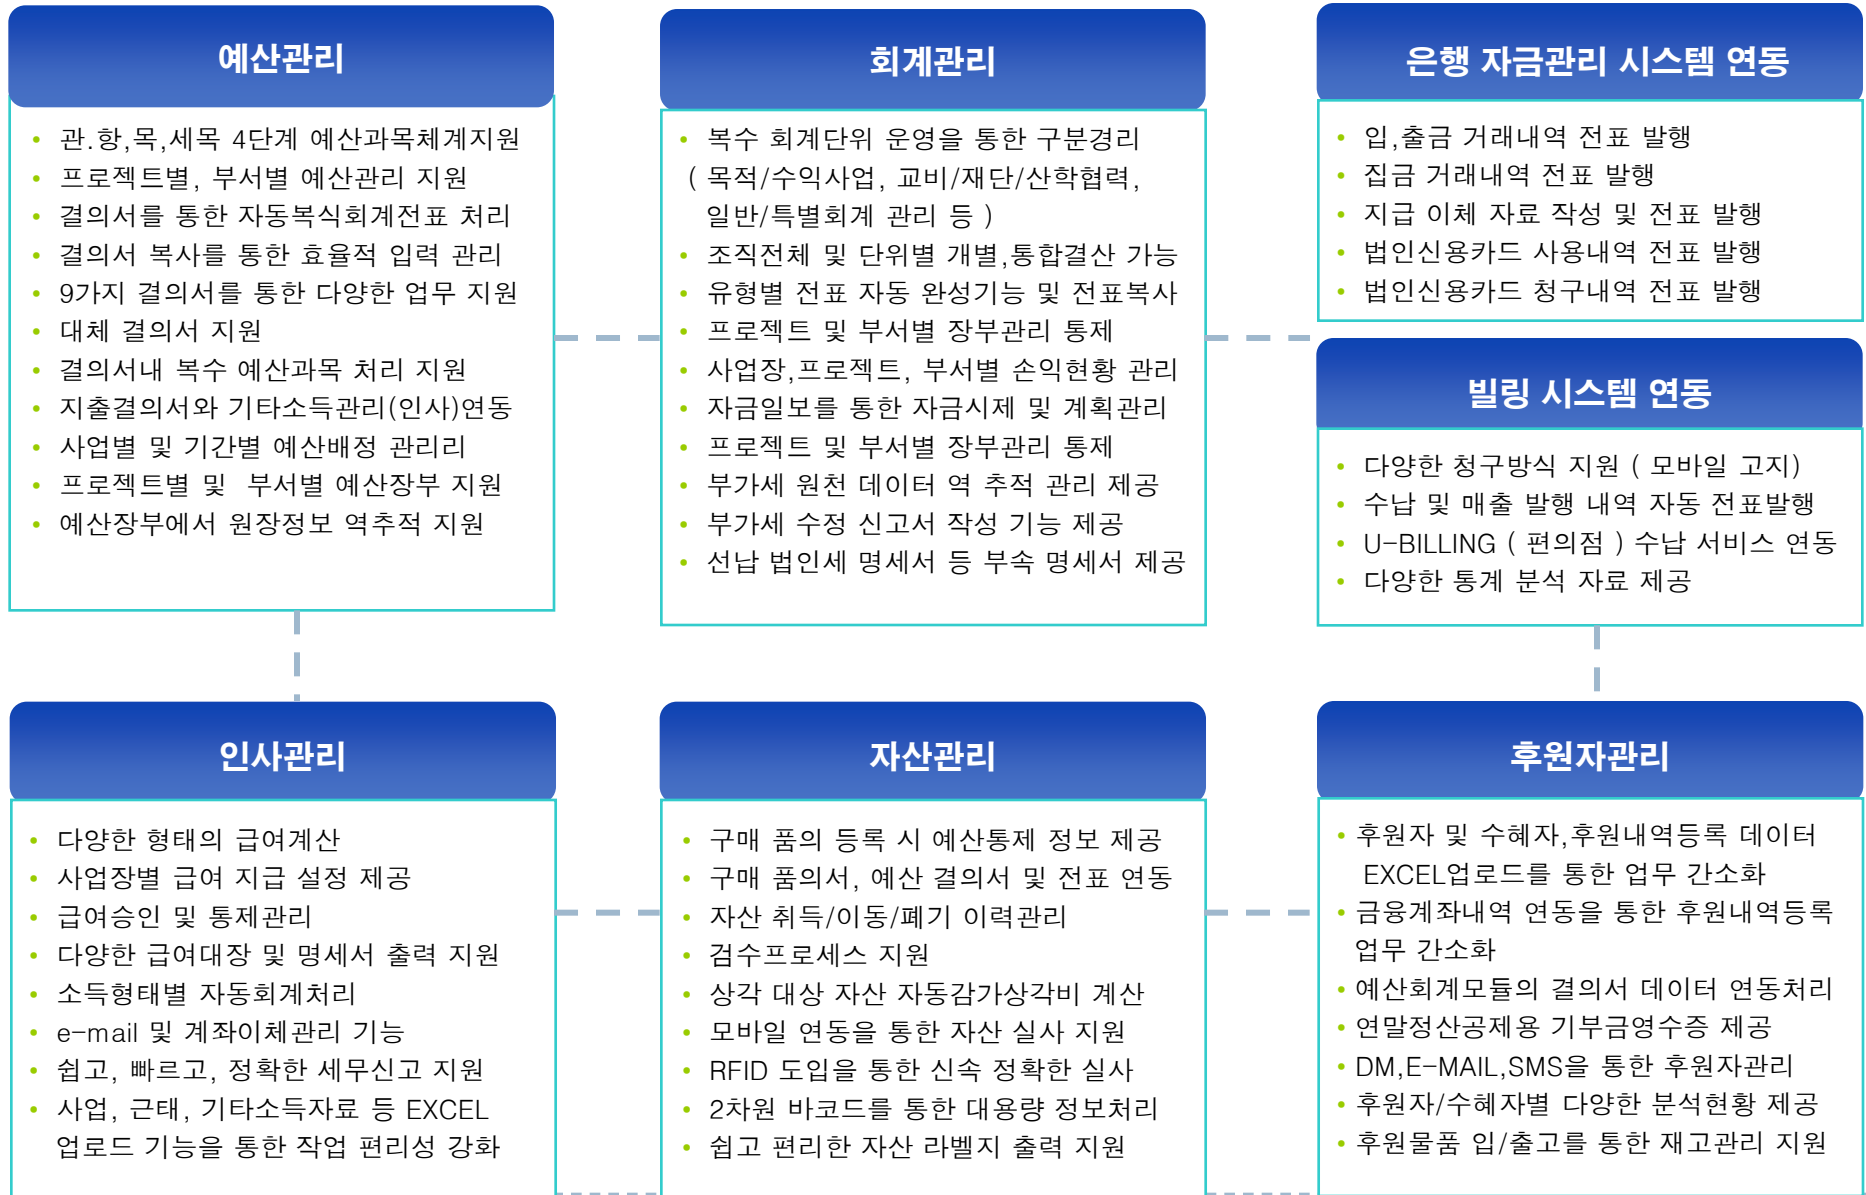 예산관리
• 관.항,목,세목 4단계 예산과목체계지원
• 프로젝트별, 부서별 예산관리 지원
• 결의서를 통한 자동복식회계전표 처리
• 결의서 복사를 통한 효율적 입력 관리
• 9가지 결의서를 통한 다양한 업무 지원
• 대체 결의서 지원
• 결의서내 복수 예산과목 처리 지원
• 지출결의서와 기타소득관리(인사)연동
• 사업별 및 기간별 예산배정 관리리
• 프로젝트별 및 부서별 예산장부 지원
• 예산장부에서 원장정보 역추적 지원
회계관리
• 복수 회계단위 운영을 통한 구분경리
( 목적/수익사업, 교비/재단/산학협력,
일반/특별회계 관리 등 )
• 조직전체 및 단위별 개별,통합결산 가능
• 유형별 전표 자동 완성기능 및 전표복사
• 프로젝트 및 부서별 장부관리 통제
• 사업장,프로젝트, 부서별 손익현황 관리
• 자금일보를 통한 자금시제 및 계획관리
• 프로젝트 및 부서별 장부관리 통제
• 부가세 원천 데이터 역 추적 관리 제공
• 부가세 수정 신고서 작성 기능 제공
• 선납 법인세 명세서 등 부속 명세서 제공
은행 자금관리 시스템 연동
• 입,출금 거래내역 전표 발행
• 집금 거래내역 전표 발행
• 지급 이체 자료 작성 및 전표 발행
• 법인신용카드 사용내역 전표 발행
• 법인신용카드 청구내역 전표 발행
빌링 시스템 연동
• 다양한 청구방식 지원 ( 모바일 고지)
• 수납 및 매출 발행 내역 자동 전표발행
• U-BILLING ( 편의점 ) 수납 서비스 연동
• 다양한 통계 분석 자료 제공
인사관리
• 다양한 형태의 급여계산
• 사업장별 급여 지급 설정 제공
• 급여승인 및 통제관리
• 다양한 급여대장 및 명세서 출력 지원
• 소득형태별 자동회계처리
• e-mail 및 계좌이체관리 기능
• 쉽고, 빠르고, 정확한 세무신고 지원
• 사업, 근태, 기타소득자료 등 EXCEL
업로드 기능을 통한 작업 편리성 강화
자산관리
• 구매 품의 등록 시 예산통제 정보 제공
• 구매 품의서, 예산 결의서 및 전표 연동
• 자산 취득/이동/폐기 이력관리
• 검수프로세스 지원
• 상각 대상 자산 자동감가상각비 계산
• 모바일 연동을 통한 자산 실사 지원
• RFID 도입을 통한 신속 정확한 실사
• 2차원 바코드를 통한 대용량 정보처리
• 쉽고 편리한 자산 라벨지 출력 지원
후원자관리
• 후원자 및 수혜자,후원내역등록 데이터
EXCEL업로드를 통한 업무 간소화
• 금융계좌내역 연동을 통한 후원내역등록
업무 간소화
• 예산회계모듈의 결의서 데이터 연동처리
• 연말정산공제용 기부금영수증 제공
• DM,E-MAIL,SMS을 통한 후원자관리
• 후원자/수혜자별 다양한 분석현황 제공
• 후원물품 입/출고를 통한 재고관리 지원